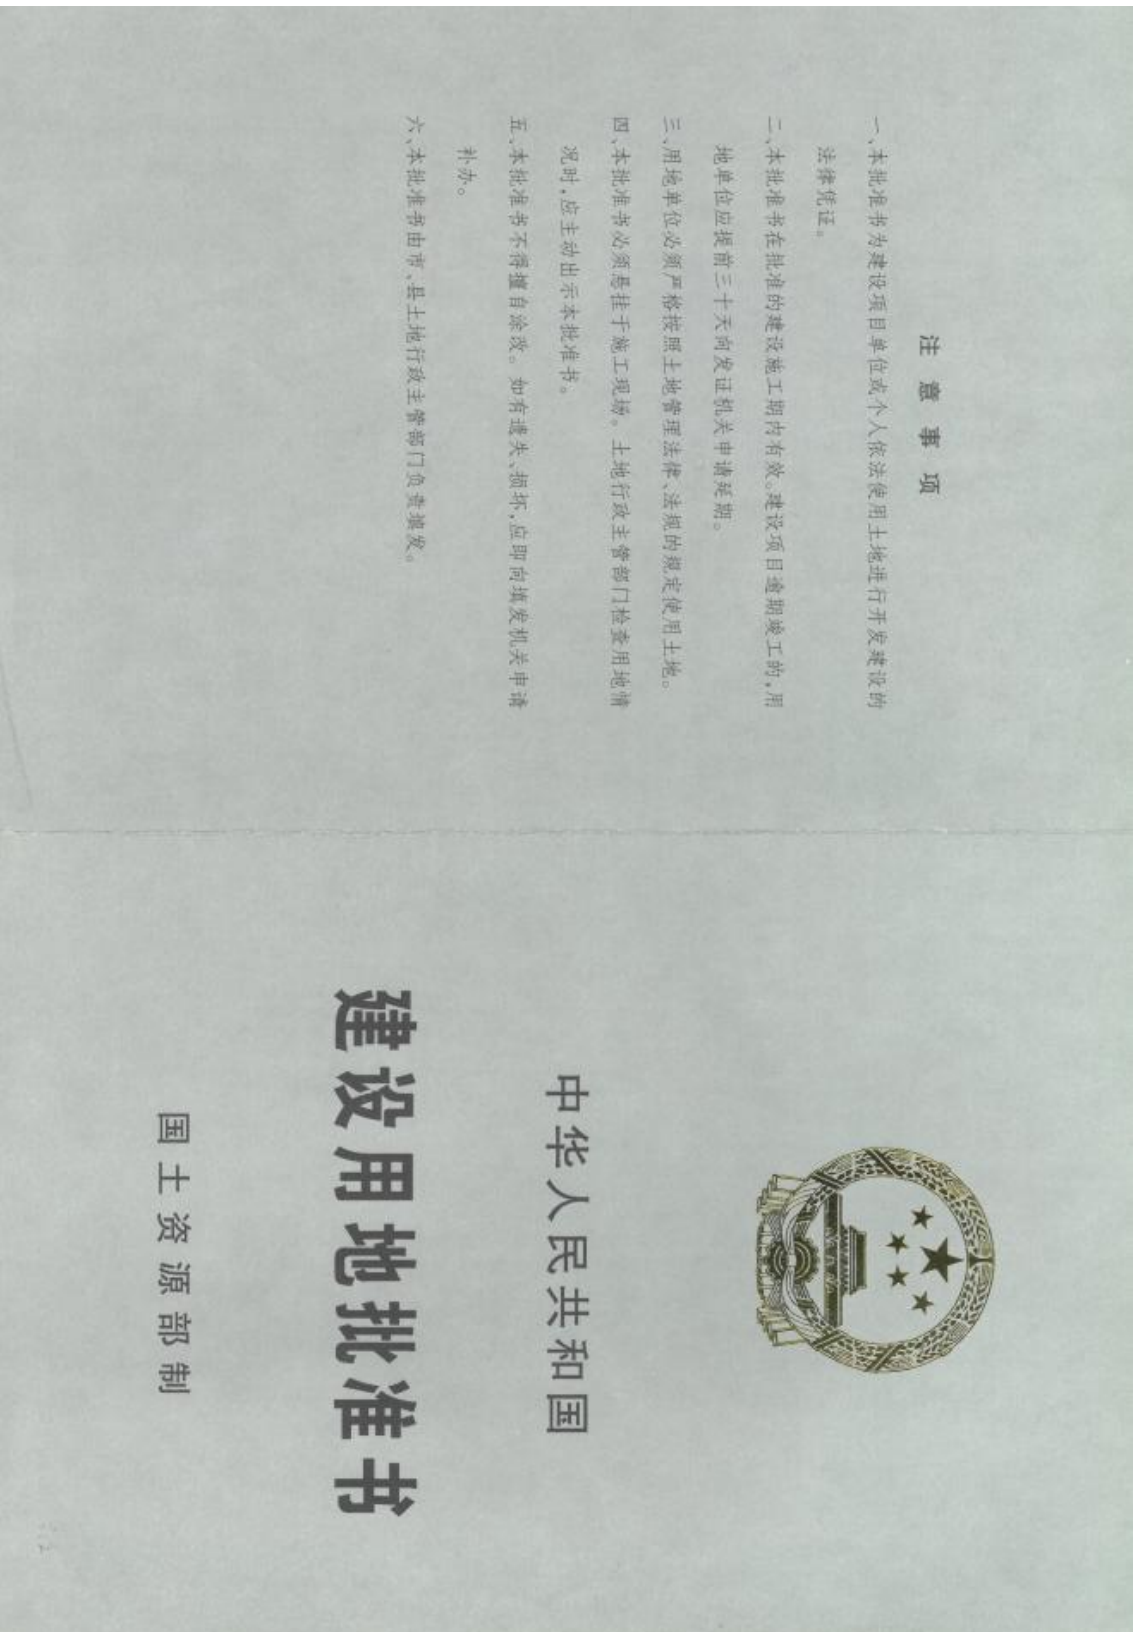 注意事项
一、本批准书为建设项目单位或个人依法使用土地进行开发建设的
法律凭证。
二、本批准书在批准的建设施工期内有效。建设项目逾期竣工的,用
地单位应提前三十天向发证机关申请延期。
三、用地单位必须严格按照土地管理法律、法规的规定使用土地。
四、本批准书必须悬挂于施工现场。土地行政主管部门检查用地情
况时,应主动出示本批准书。
五、本批准书不得擅自涂改。如有遗失、损坏,应即向填发机关申请
补办。
六、本批准书由市、县土地行政主管部门负责填发。
中华人民共和国
建设用地批准书
国土资源部制